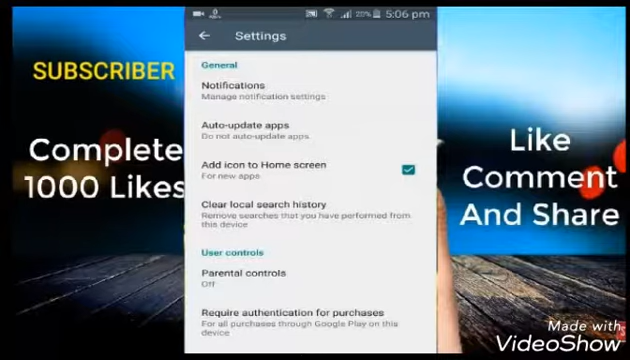 5:06 pm
Settings
SUBSCRIBER
Complete
1000 Likes
General
Notifications
Manage notification settings
Auto-update apps
Do not auto-update apps.
Add icon to Home screen
For new apps
Clear local search history
Remove searches that you have performed from
this device
User controls
Parental controls
Off
Require authentication for purchases
For all purchases through Google Play on this
device
Like
Comment
And Share
Made with
VideoShow